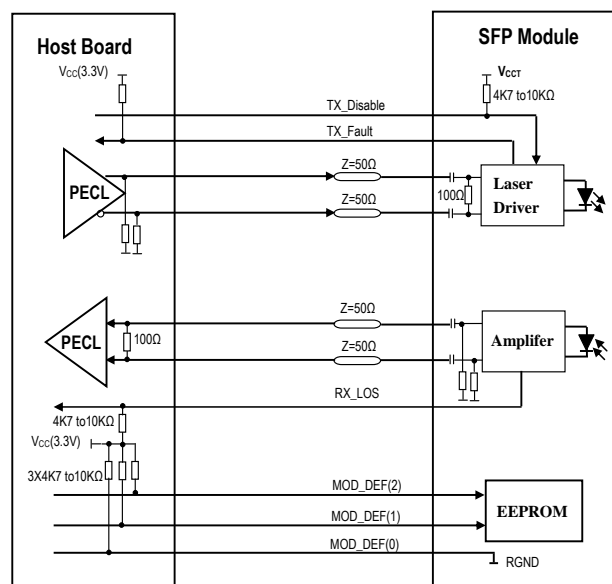 Host Board
SFP Module
VCC(3.3V)
VCCT
4K7 to10KΩ
TX_Disable
TX_Fault
Z=50Ω
PECL
100Ω
Laser
Driver
Z=50Ω
Z=50Ω
PECL
100Ω
Amplifer
Z=50Ω
RX_LOS
4K7 to10KΩ
VCC(3.3V)
3X4K7 to10KΩ
MOD_DEF(2)
EEPROM
MOD_DEF(1)
MOD_DEF(0)
RGND